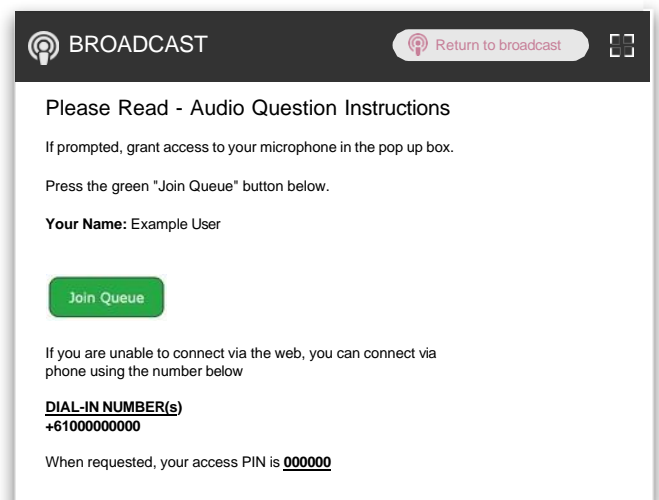 BROADCAST
Return to broadcast
Please Read - Audio Question Instructions
If prompted, grant access to your microphone in the pop up box.
Press the green "Join Queue" button below.
Your Name: Example User
Join Queue
If you are unable to connect via the web, you can connect via
phone using the number below
DIAL-IN NUMBER(s)
+61000000000
When requested, your access PIN is 000000